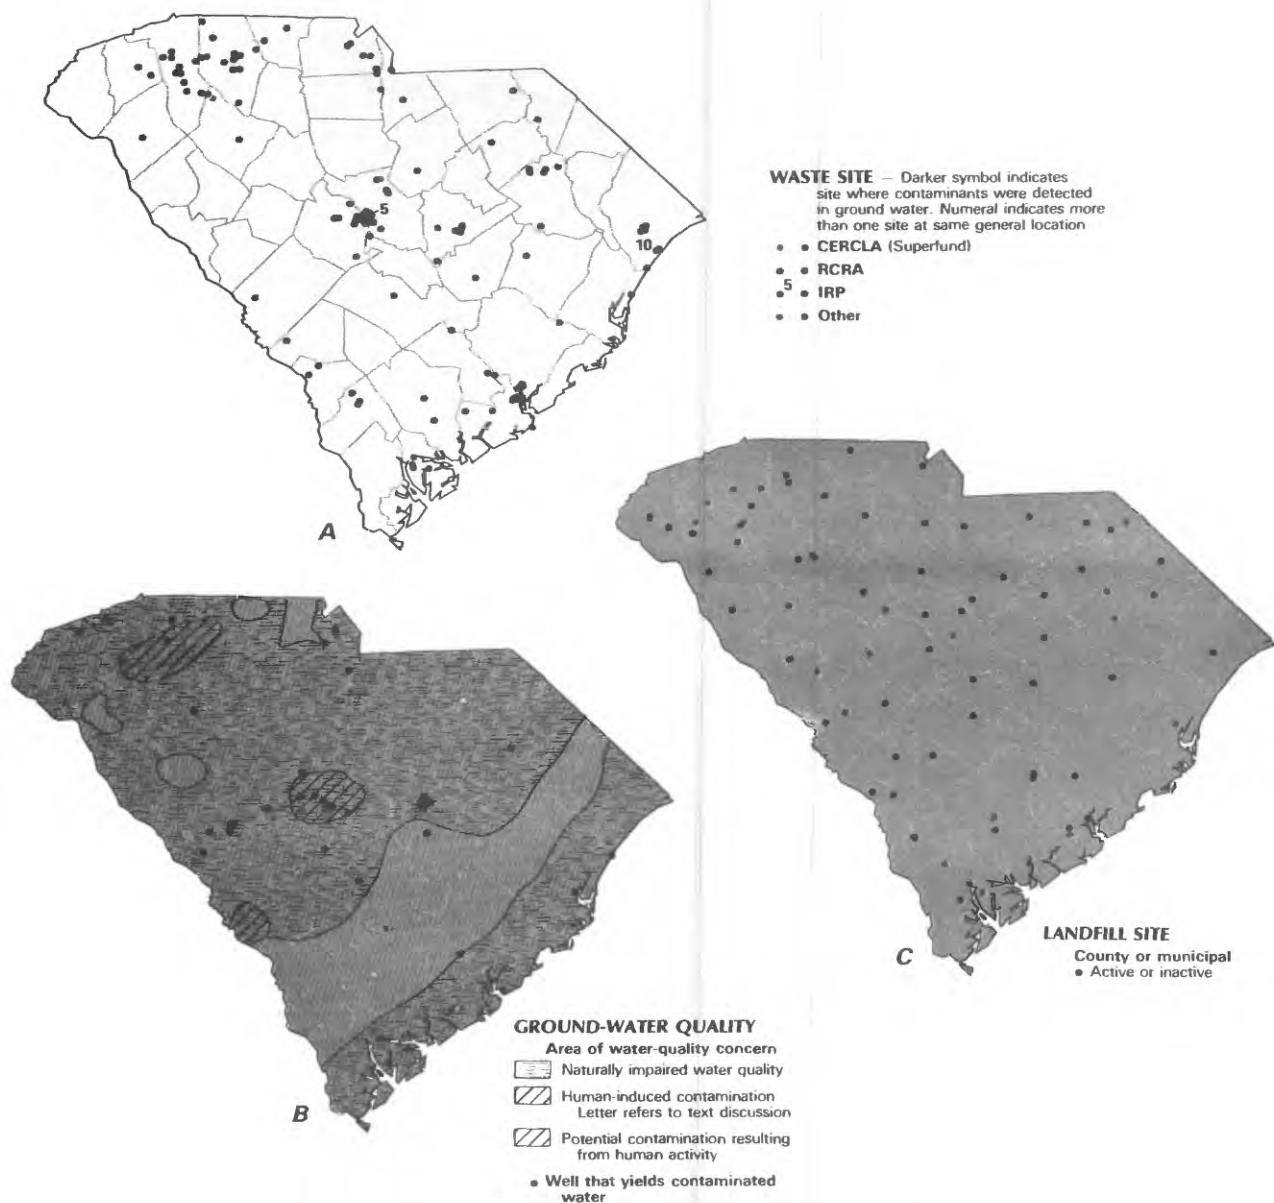 5
10
A
WASTE SITE — Darker symbol indicates
site where contaminants were detected
in ground water. Numeral indicates more
than one site at same general location
CERCLA (Superfund)
RCRA
5 IRP
Other
C
LANDFILL SITE
County or municipal
Active or inactive
B
GROUND-WATER QUALITY
Area of water-quality concern
Naturally impaired water quality
Human-induced contamination
Letter refers to text discussion
Potential contamination resulting
from human activity
Well that yields contaminated
water